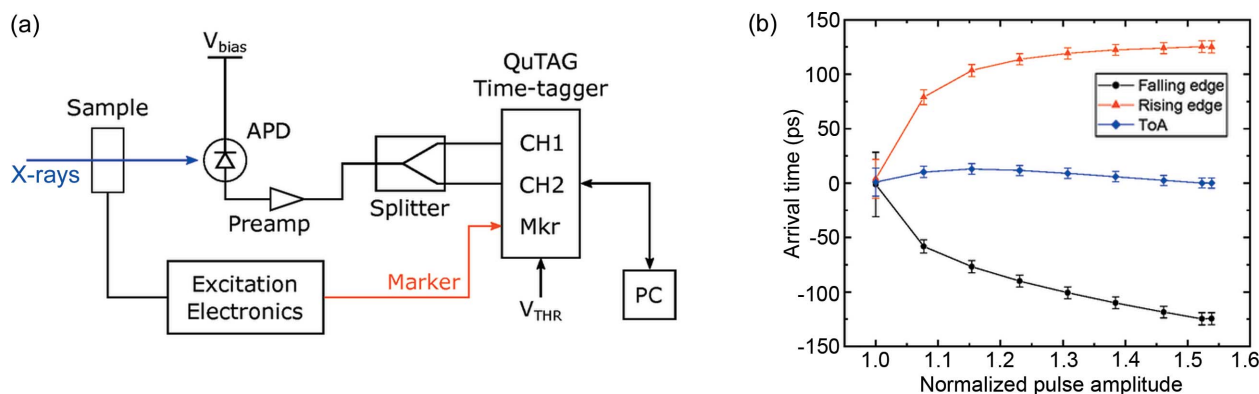 (a)
V_bias
Sample
APD
X-rays
Preamp
Splitter
QuTAG
Time-tagger
CH1
CH2
Mkr
Marker
Excitation
Electronics
V_THR
PC
(b)
150
100
50
0
-50
-100
-150
Arrival time (ps)
Falling edge
Rising edge
ToA
1.0 1.1 1.2 1.3 1.4 1.5 1.6
Normalized pulse amplitude